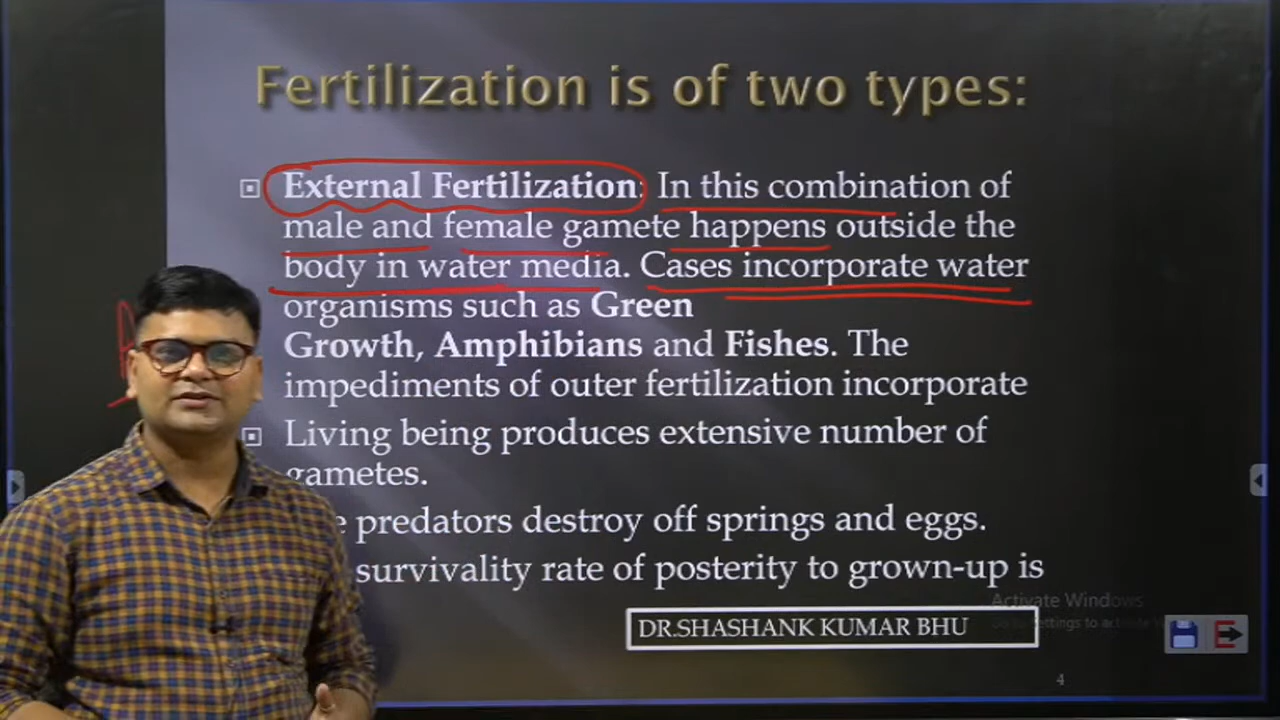 Fertilization is of two types:
External Fertilization: In this combination of
male and female gamete happens outside the
body in water media. Cases incorporate water
organisms such as Green
Growth, Amphibians and Fishes. The
impediments of outer fertilization incorporate
Living being produces extensive number of
gametes.
predators destroy off springs and eggs.
survivality rate of posterity to grown-up is
Activate Windows
DR.SHASHANK KUMAR BHU
4